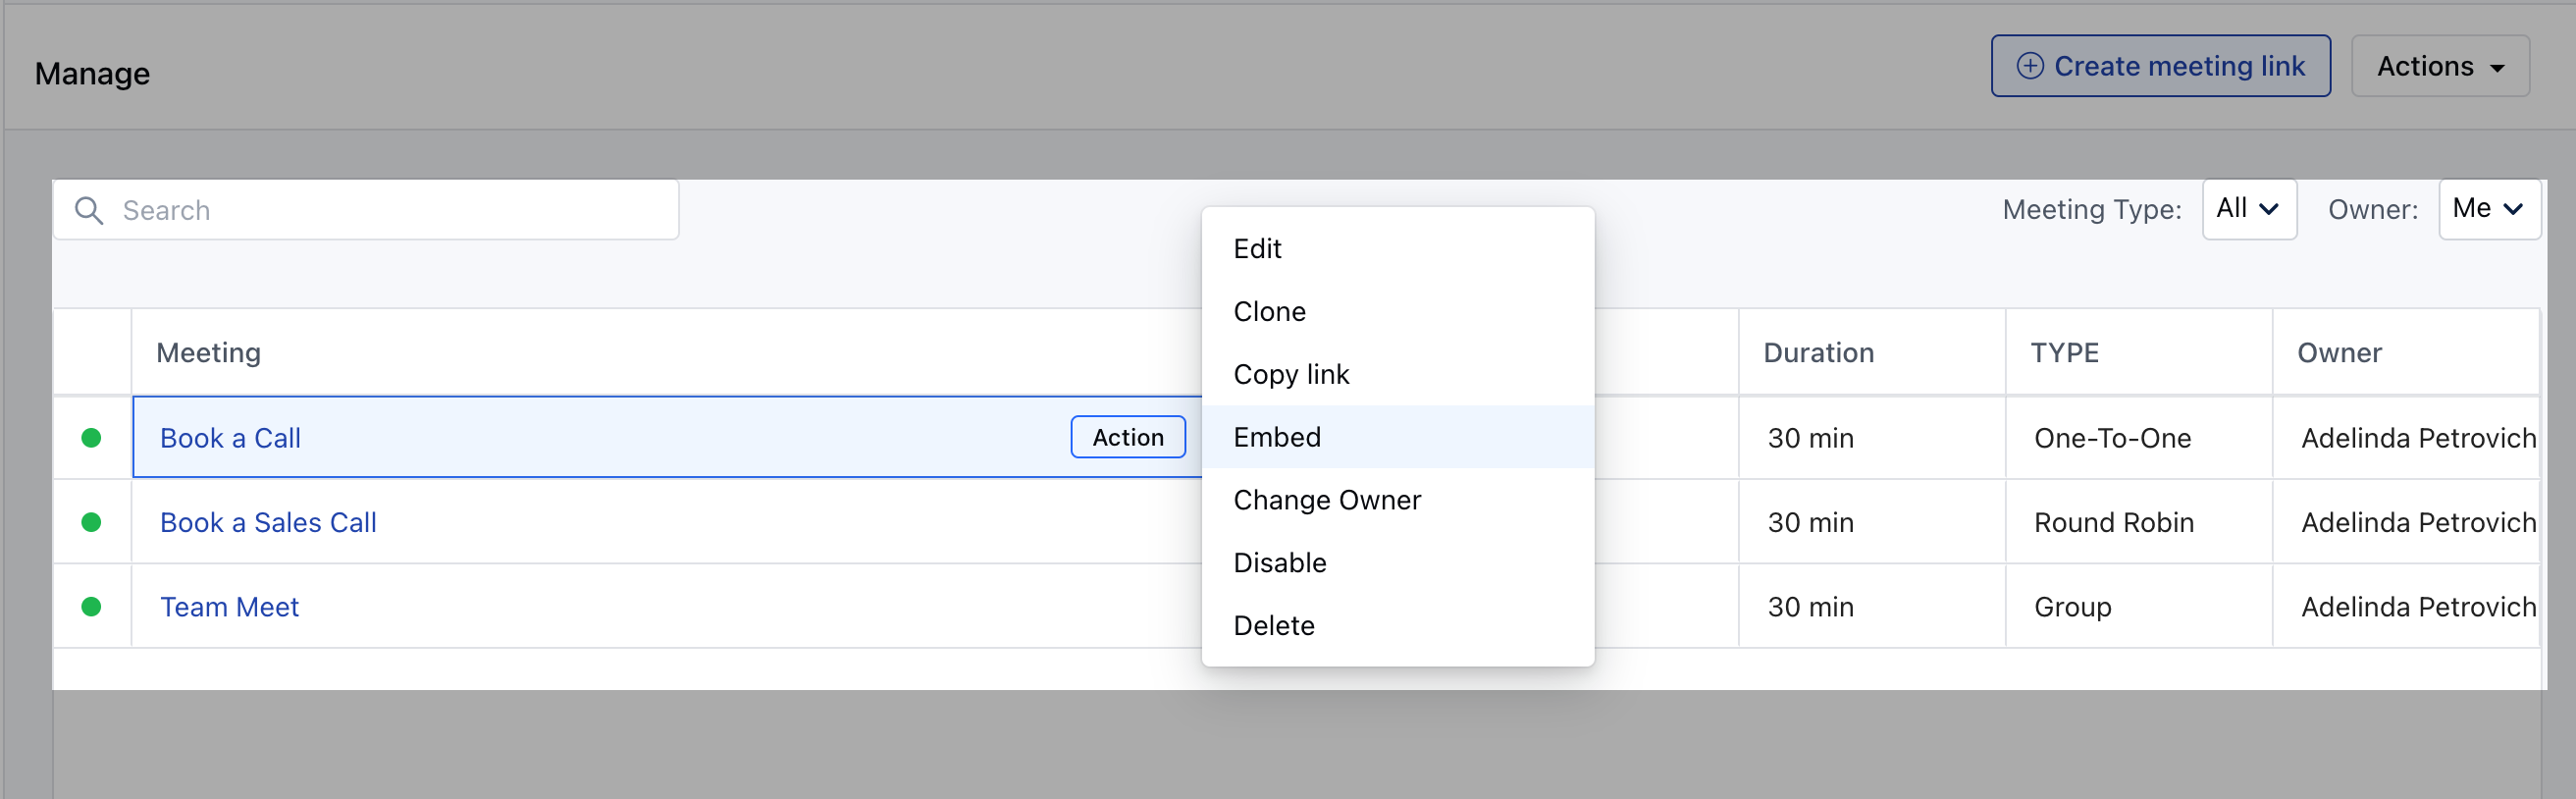 Manage
Create meeting link
Actions
Search
Meeting Type:
All
Owner:
Me
Edit
Clone
Copy link
Embed
Change Owner
Disable
Delete
Meeting
Duration
TYPE
Owner
Book a Call
Action
30 min
One-To-One
Adelinda Petrovich
Book a Sales Call
30 min
Round Robin
Adelinda Petrovich
Team Meet
30 min
Group
Adelinda Petrovich